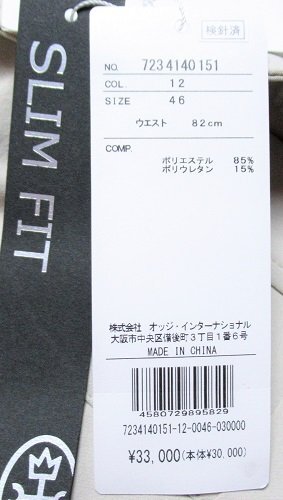 SLIM FIT
検針済
NO. 7234140151
COL. 12
SIZE 46
ウエスト 82cm
COMP.
ポリエステル 85%
ポリウレタン 15%
株式会社 オッジ・インターナショナル
大阪市中央区備後町3丁目1番6号
MADE IN CHINA
4580729895829
7234140151-12-0046-030000
¥33,000(本体¥30,000)